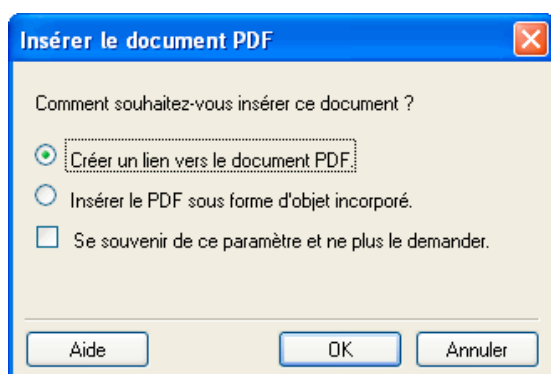 Insérer le document PDF
Comment souhaitez-vous insérer ce document ?
Créer un lien vers le document PDF.
Insérer le PDF sous forme d'objet incorporé.
Se souvenir de ce paramètre et ne plus le demander.
Aide OK Annuler